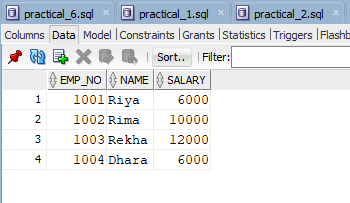 practical_6.sql practical_1.sql practical_2.sql
Columns Data Model Constraints Grants Statistics Triggers Flashb
Sort.. Filter:
EMP_NO NAME SALARY
1 1001 Riya 6000
2 1002 Rima 10000
3 1003 Rekha 12000
4 1004 Dhara 6000